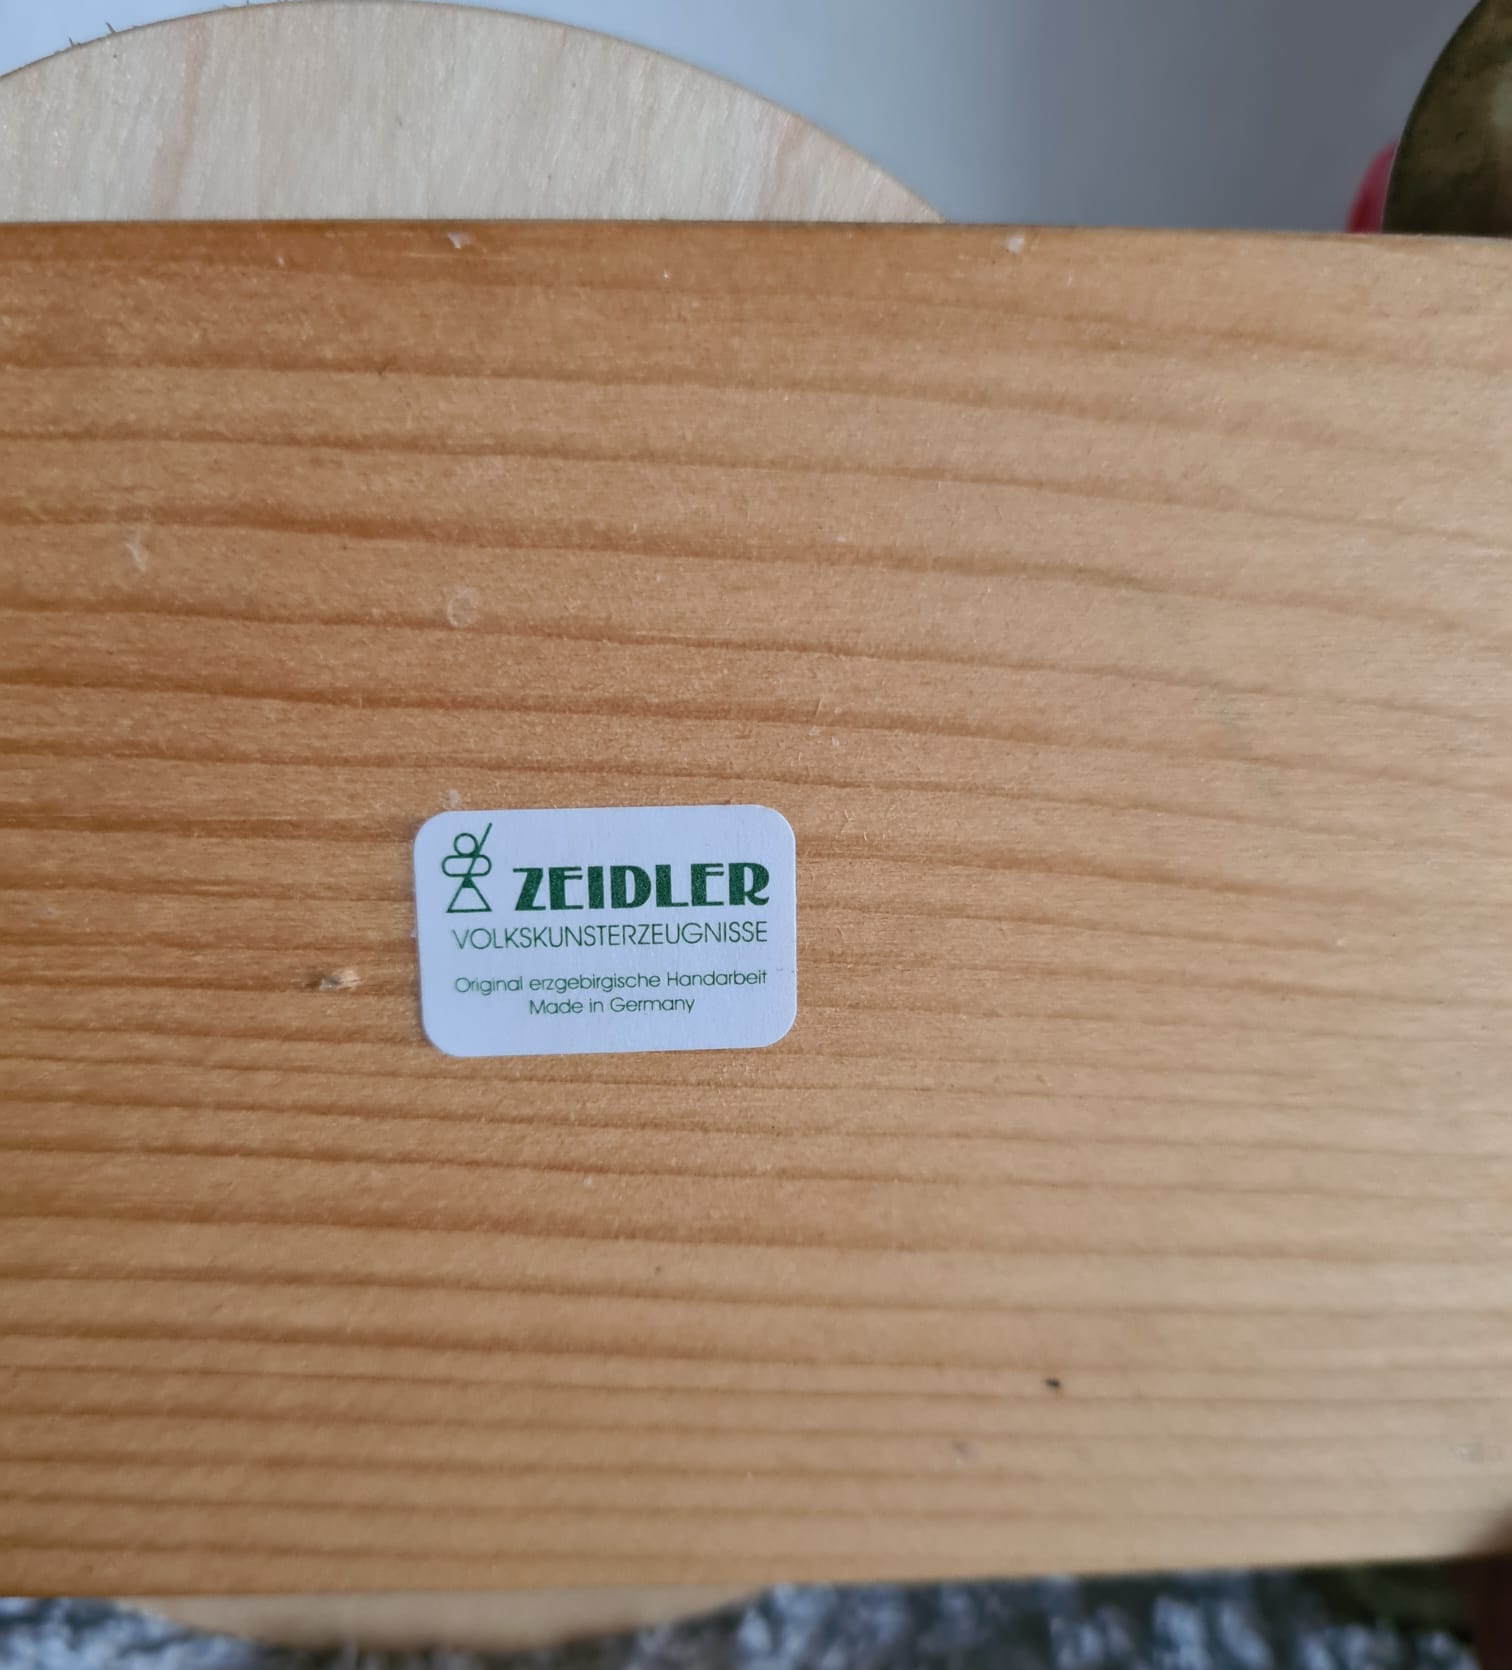 ZEIDLER
VOLKSKUNSTERZEUGNISSE
Original erzgebirgische Handarbeit
Made in Germany